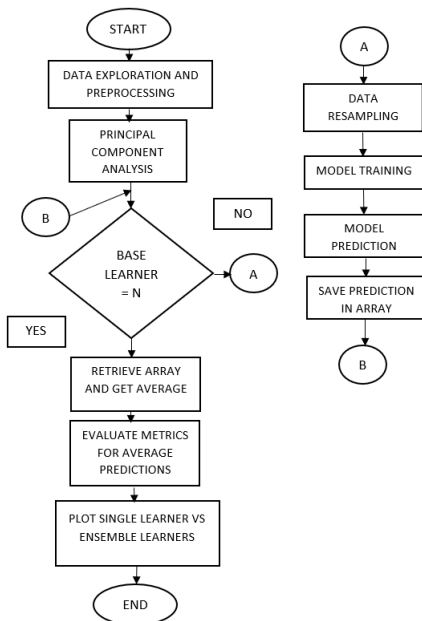 START
DATA EXPLORATION AND
PREPROCESSING
PRINCIPAL
COMPONENT
ANALYSIS
B
NO
BASE
LEARNER
= N
A
YES
RETRIEVE ARRAY
AND GET AVERAGE
EVALUATE METRICS
FOR AVERAGE
PREDICTIONS
PLOT SINGLE LEARNER VS
ENSEMBLE LEARNERS
END
A
DATA
RESAMPLING
MODEL TRAINING
MODEL
PREDICTION
SAVE PREDICTION
IN ARRAY
B